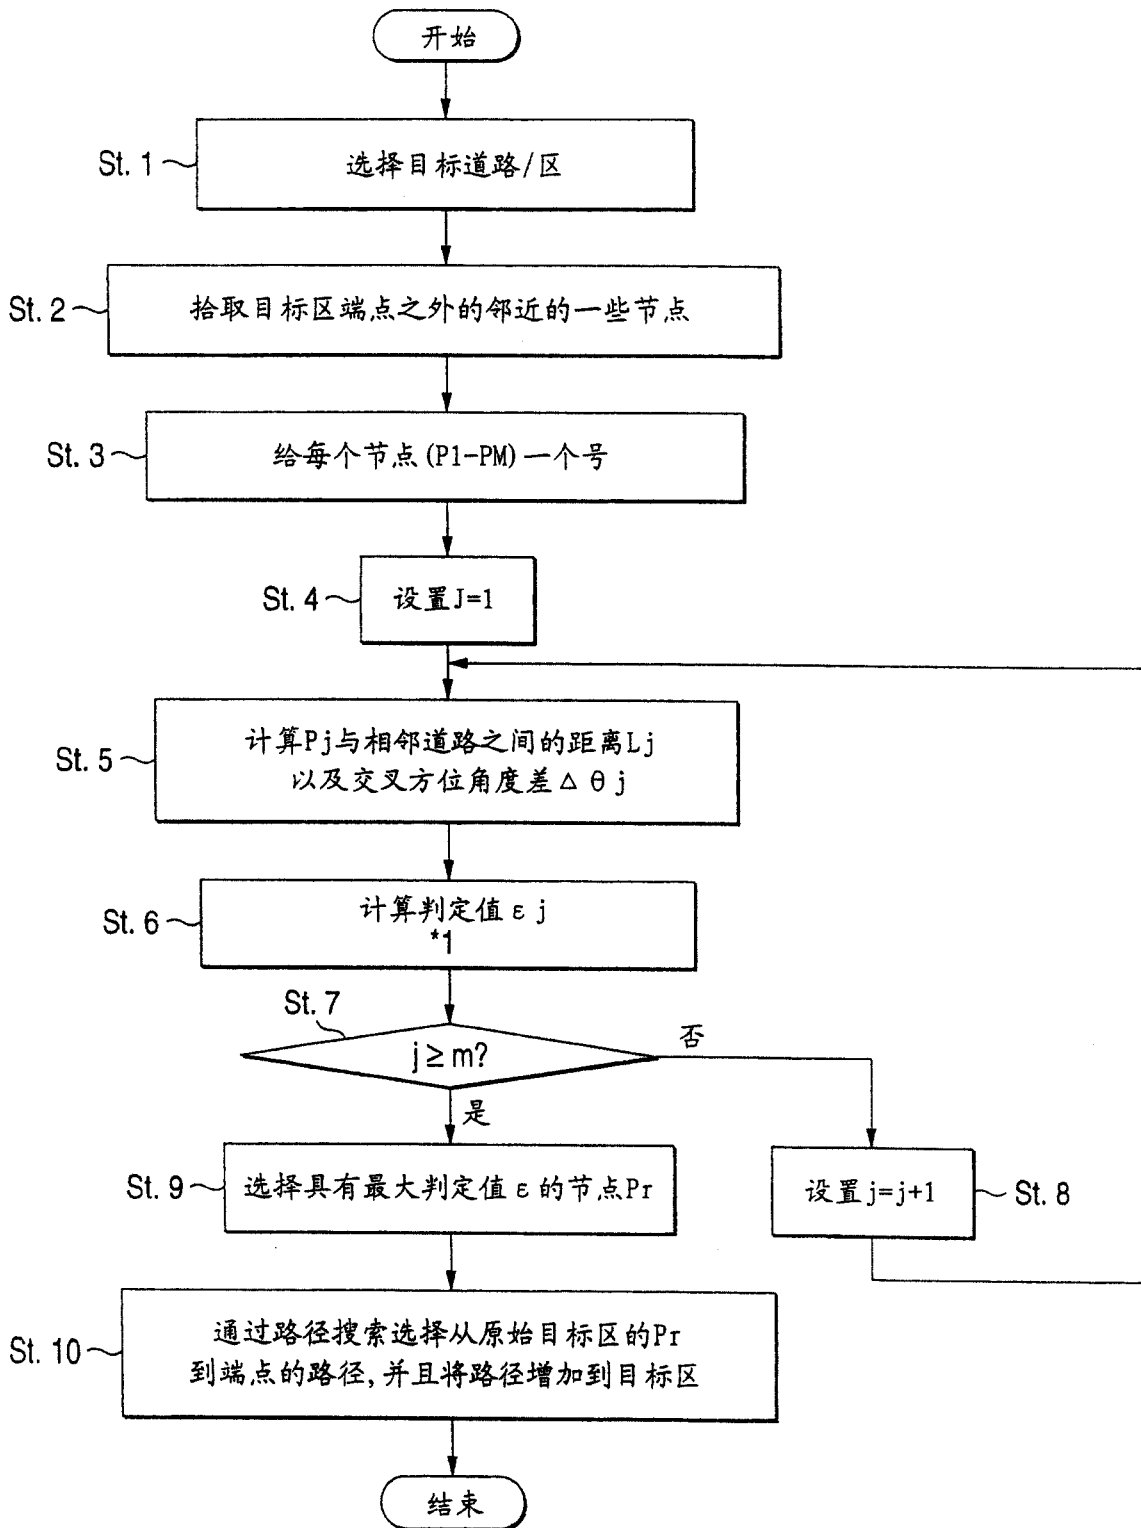 开始
St. 1
选择目标道路/区
St. 2
拾取目标区端点之外的邻近的一些节点
St. 3
给每个节点(P1-PM)一个号
St. 4
设置J=1
St. 5
计算Pj与相邻道路之间的距离Lj
以及交叉方位角度差△θj
St. 6
计算判定值εj
*1
St. 7
j≥m?
否
是
St. 9
选择具有最大判定值ε的节点Pr
设置j=j+1
St. 8
St. 10
通过路径搜索选择从原始目标区的Pr
到端点的路径,并且将路径增加到目标区
结束